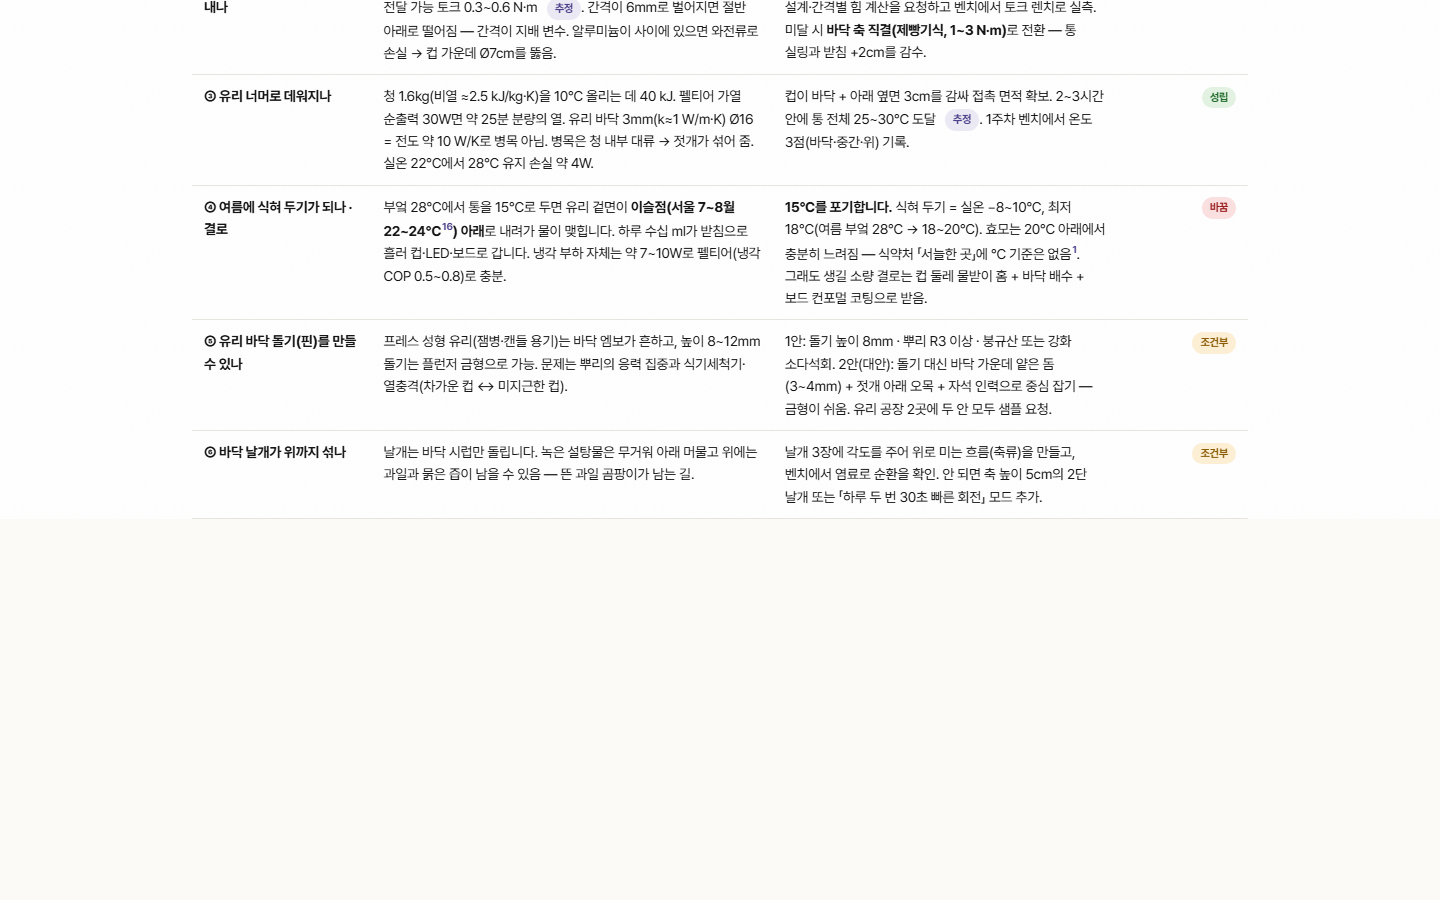 내나
전달 가능 토크 0.3~0.6 N·m 추정 . 간격이 6mm로 벌어지면 절반
아래로 떨어짐 — 간격이 지배 변수. 알루미늄이 사이에 있으면 와전류로
손실 → 컵 가운데 Ø7cm를 뚫음.
설계·간격별 힘 계산을 요청하고 벤치에서 토크 렌치로 실측.
미달 시 바닥 축 직결(제빵기식, 1~3 N·m)로 전환 — 통
실링과 받침 +2cm를 감수.
③ 유리 너머로 데워지나
청 1.6kg(비열 ≈2.5 kJ/kg·K)을 10°C 올리는 데 40 kJ. 펠티어 가열
순출력 30W면 약 25분 분량의 열. 유리 바닥 3mm(k≈1 W/m·K) Ø16
= 전도 약 10 W/K로 병목 아님. 병목은 청 내부 대류 → 젓개가 섞어 줌.
실온 22°C에서 28°C 유지 손실 약 4W.
컵이 바닥 + 아래 옆면 3cm를 감싸 접촉 면적 확보. 2~3시간
안에 통 전체 25~30°C 도달 추정 . 1주차 벤치에서 온도
3점(바닥·중간·위) 기록.
성립
④ 여름에 식혀 두기가 되나 ·
결로
부엌 28°C에서 통을 15°C로 두면 유리 겉면이 이슬점(서울 7~8월
22~24°C16) 아래로 내려가 물이 맺힙니다. 하루 수십 ml가 받침으로
흘러 컵·LED·보드로 갑니다. 냉각 부하 자체는 약 7~10W로 펠티어(냉각
COP 0.5~0.8)로 충분.
15°C를 포기합니다. 식혀 두기 = 실온 −8~10°C, 최저
18°C(여름 부엌 28°C → 18~20°C). 효모는 20°C 아래에서
충분히 느려짐 — 식약처 「서늘한 곳」에 °C 기준은 없음1.
그래도 생길 소량 결로는 컵 둘레 물받이 홈 + 바닥 배수 +
보드 컨포멀 코팅으로 받음.
바꿈
⑤ 유리 바닥 돌기(핀)를 만들
수 있나
프레스 성형 유리(잼병·캔들 용기)는 바닥 엠보가 흔하고, 높이 8~12mm
돌기는 플런저 금형으로 가능. 문제는 뿌리의 응력 집중과 식기세척기·
열충격(차가운 컵 ↔ 미지근한 컵).
1안: 돌기 높이 8mm · 뿌리 R3 이상 · 붕규산 또는 강화
소다석회. 2안(대안): 돌기 대신 바닥 가운데 얕은 돔
(3~4mm) + 젓개 아래 오목 + 자석 인력으로 중심 잡기 —
금형이 쉬움. 유리 공장 2곳에 두 안 모두 샘플 요청.
조건부
⑥ 바닥 날개가 위까지 섞나
날개는 바닥 시럽만 돌립니다. 녹은 설탕물은 무거워 아래 머물고 위에는
과일과 묽은 즙이 남을 수 있음 — 뜬 과일 곰팡이가 남는 길.
날개 3장에 각도를 주어 위로 미는 흐름(축류)을 만들고,
벤치에서 염료로 순환을 확인. 안 되면 축 높이 5cm의 2단
날개 또는 「하루 두 번 30초 빠른 회전」 모드 추가.
조건부